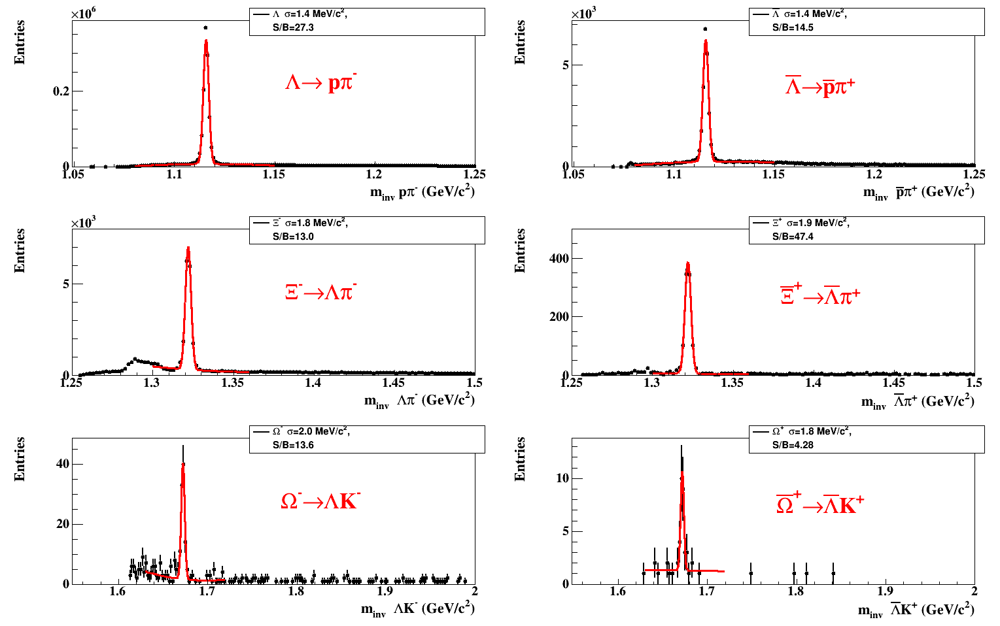 ×10⁶
Λ σ=1.4 MeV/c²,
S/B=27.3
Entries
Λ→ pπ⁻
0.2
0
1.05 1.1 1.15 1.2 1.25
m_inv pπ⁻ (GeV/c²)
×10³
Λ̅ σ=1.4 MeV/c²,
S/B=14.5
Entries
Λ̅→p̅π⁺
5
0
1.05 1.1 1.15 1.2 1.25
m_inv p̅π⁺ (GeV/c²)
×10³
Ξ⁻ σ=1.8 MeV/c²,
S/B=13.0
Entries
Ξ⁻→Λπ⁻
5
0
1.25 1.3 1.35 1.4 1.45 1.5
m_inv Λπ⁻ (GeV/c²)
Ξ⁺ σ=1.9 MeV/c²,
S/B=47.4
Entries
400
Ξ̅⁺→Λ̅π⁺
200
0
1.25 1.3 1.35 1.4 1.45 1.5
m_inv Λ̅π⁺ (GeV/c²)
Ω⁻ σ=2.0 MeV/c²,
S/B=13.6
Entries
40
Ω⁻→ΛK⁻
20
0
1.6 1.7 1.8 1.9 2
m_inv ΛK⁻ (GeV/c²)
Ω⁺ σ=1.8 MeV/c²,
S/B=4.28
Entries
10
Ω̅⁺→Λ̅K⁺
5
0
1.6 1.7 1.8 1.9 2
m_inv Λ̅K⁺ (GeV/c²)